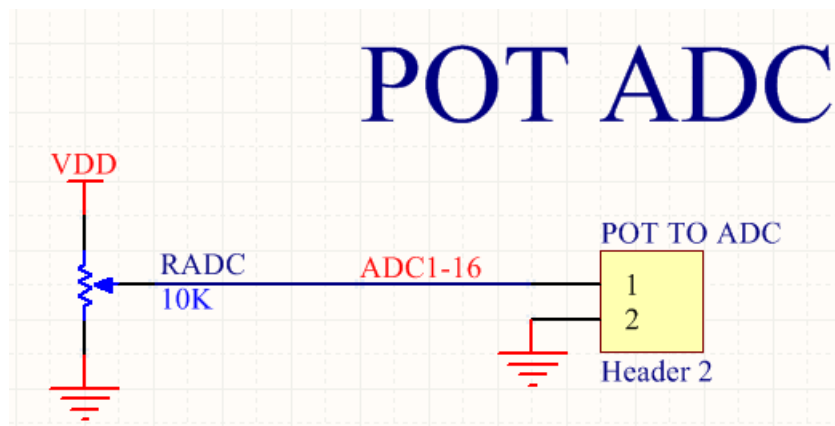 POT ADC
VDD
POT TO ADC
RADC
ADC1-16
10K
1
2
Header 2